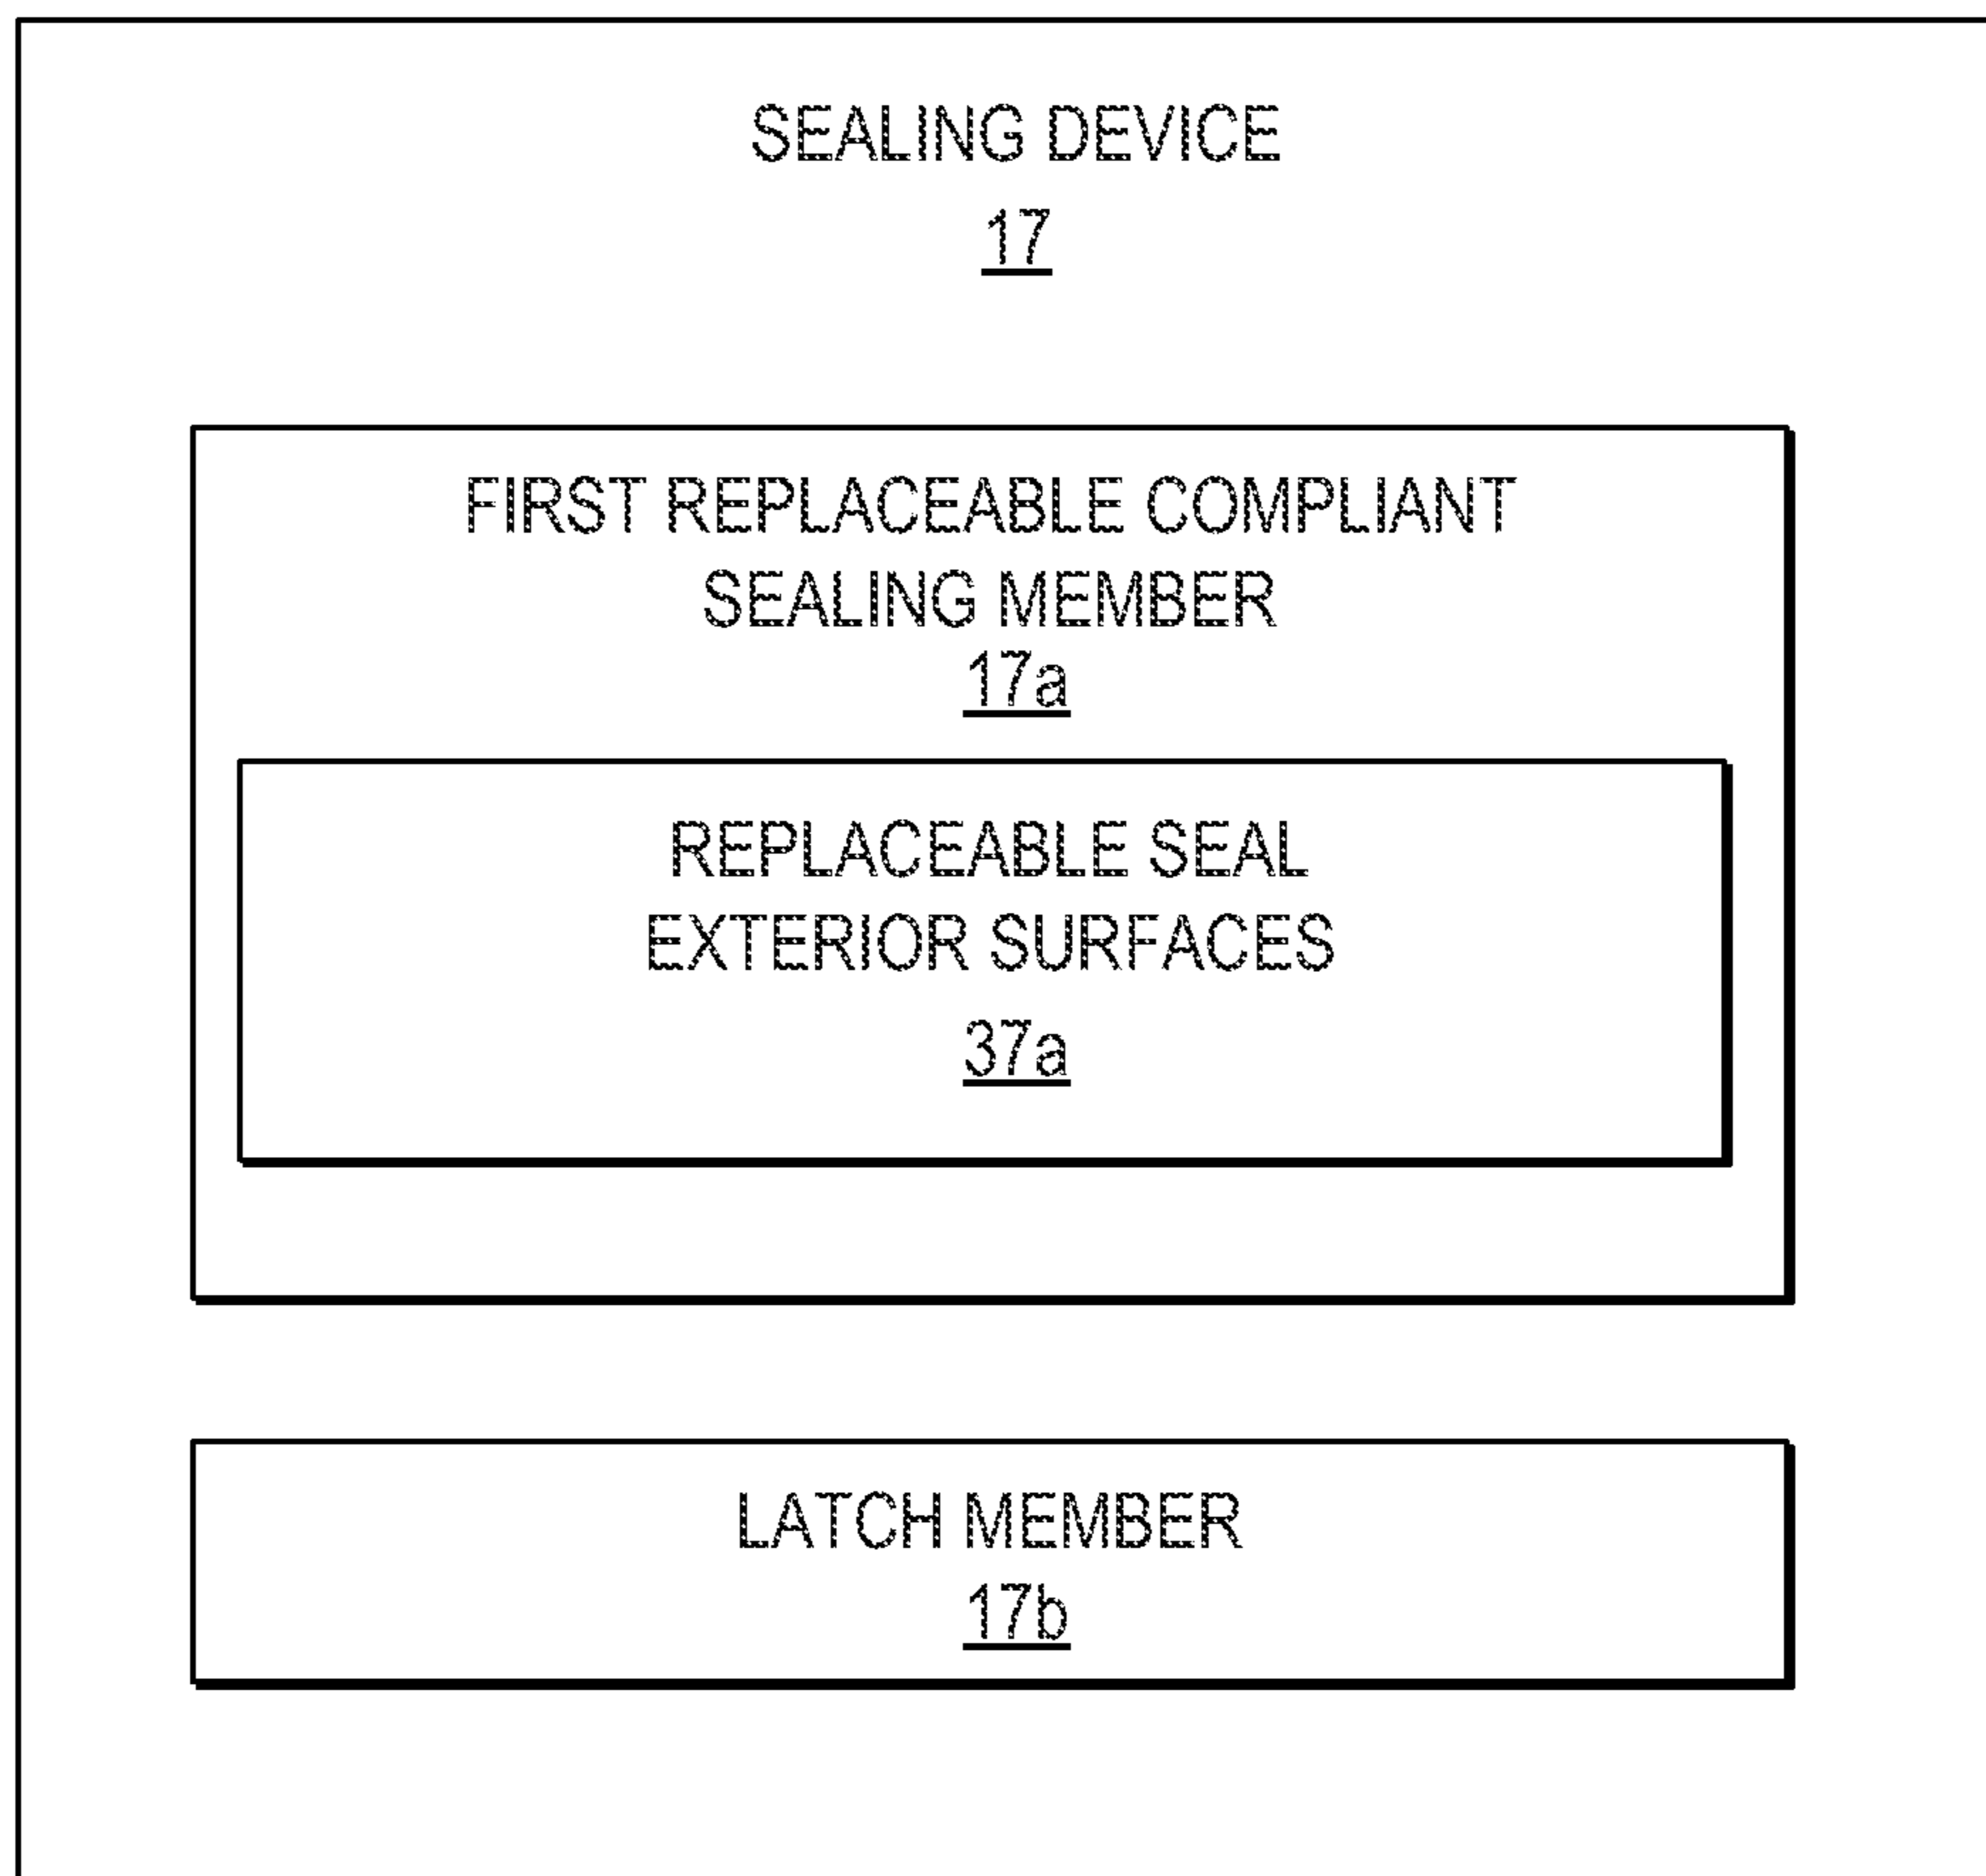 SEALING DEVICE
17
FIRST REPLACEABLE COMPLIANT
SEALING MEMBER
17a
REPLACEABLE SEAL
EXTERIOR SURFACES
37a
LATCH MEMBER
17b